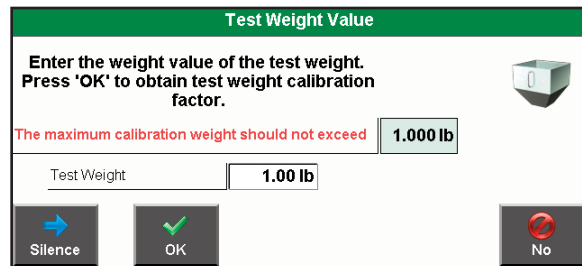 Test Weight Value
Enter the weight value of the test weight.
Press 'OK' to obtain test weight calibration
factor.
The maximum calibration weight should not exceed 1.000 lb
Test Weight 1.00 lb
Silence OK No